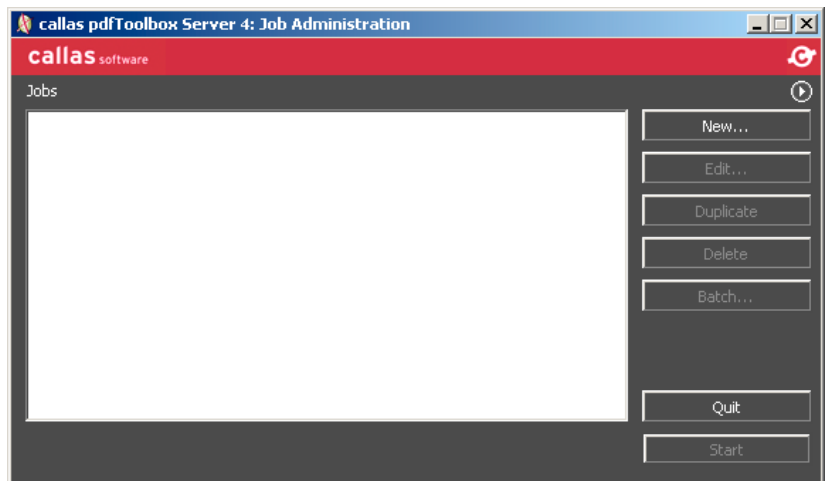 callas pdfToolbox Server 4: Job Administration
callas software
Jobs
New...
Edit...
Duplicate
Delete
Batch...
Quit
Start